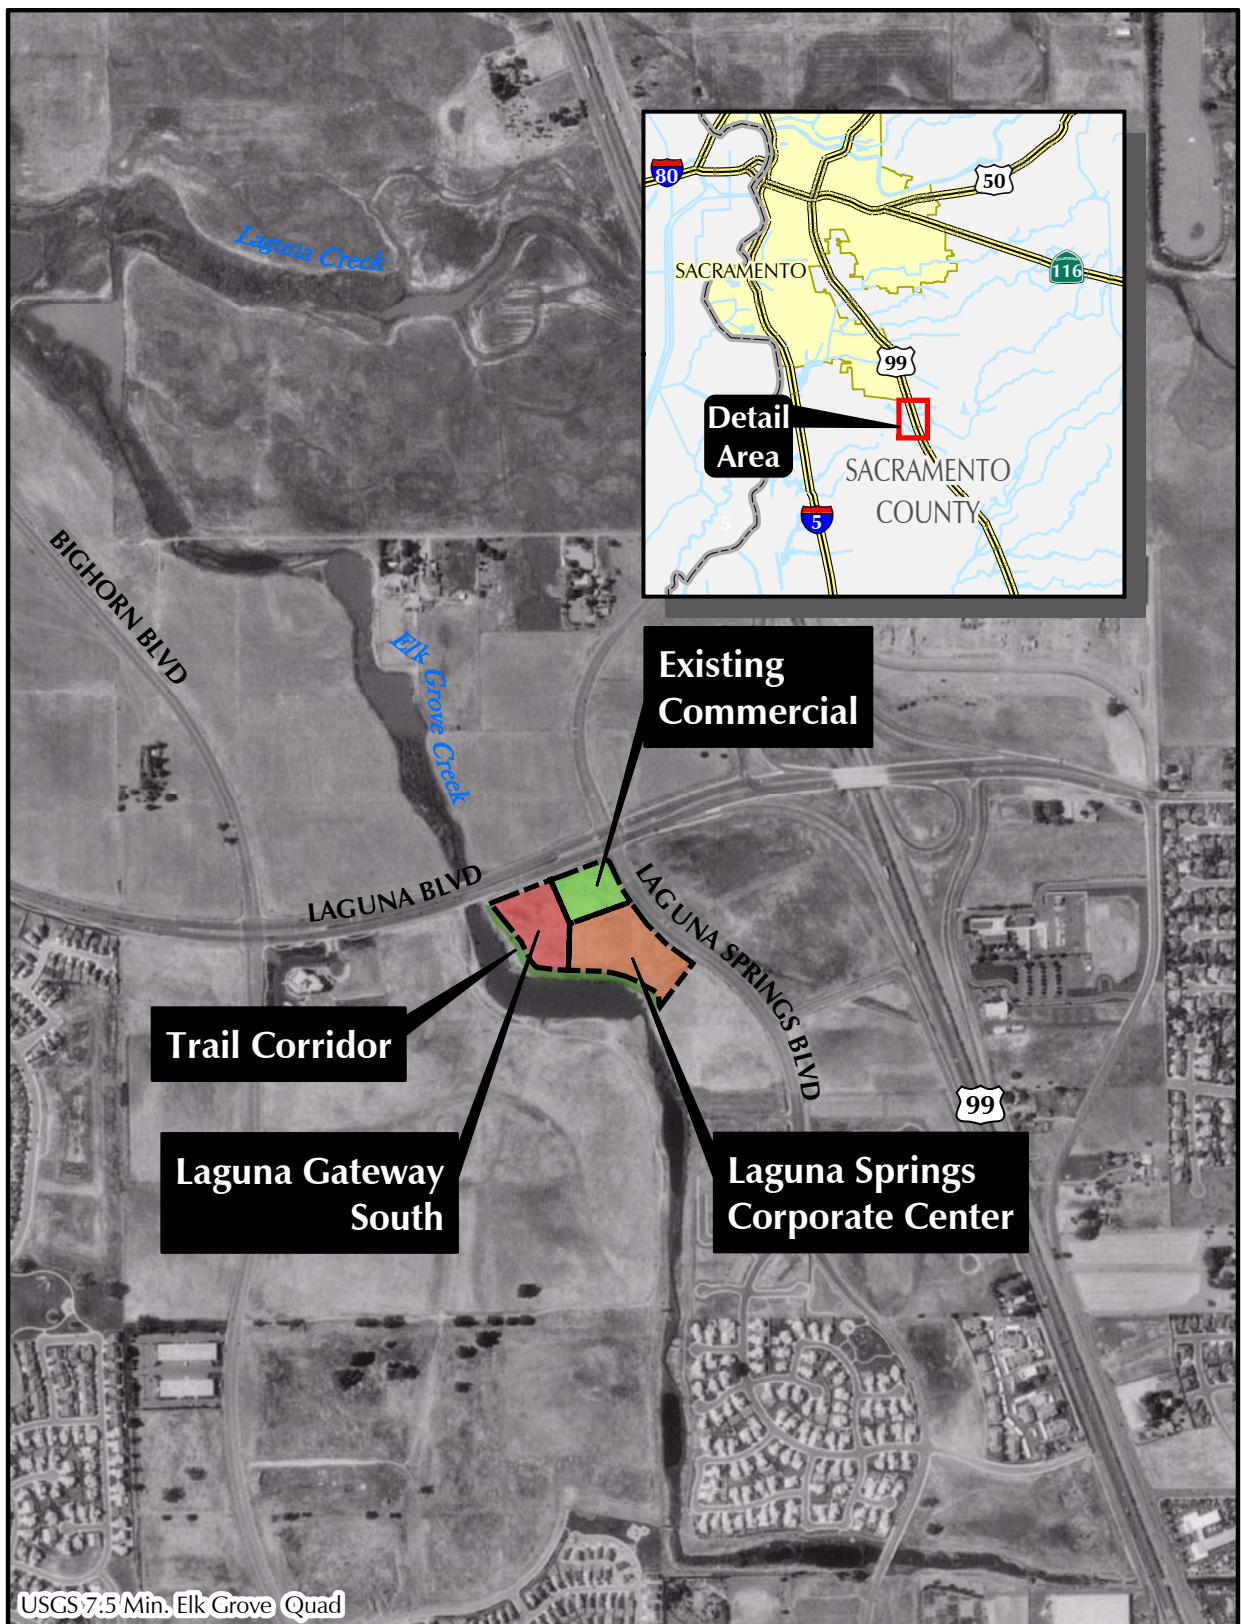 Laguna Creek
80
50
SACRAMENTO
116
99
Detail
Area
SACRAMENTO
COUNTY
5
5
BIGHORN BLVD
Elk Grove Creek
Existing
Commercial
LAGUNA BLVD
LAGUNA SPRINGS BLVD
Trail Corridor
99
Laguna Gateway
South
Laguna Springs
Corporate Center
USGS 7.5 Min. Elk Grove Quad